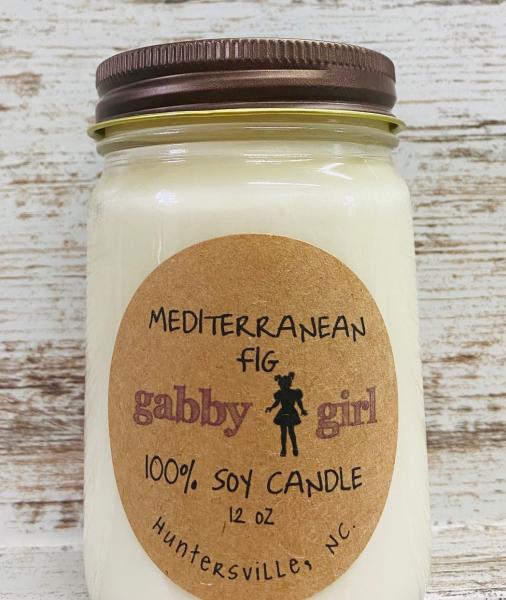 MEDITERRANEAN
FIG
gabby girl
100% SOY CANDLE
12 oz
Huntersville, NC.